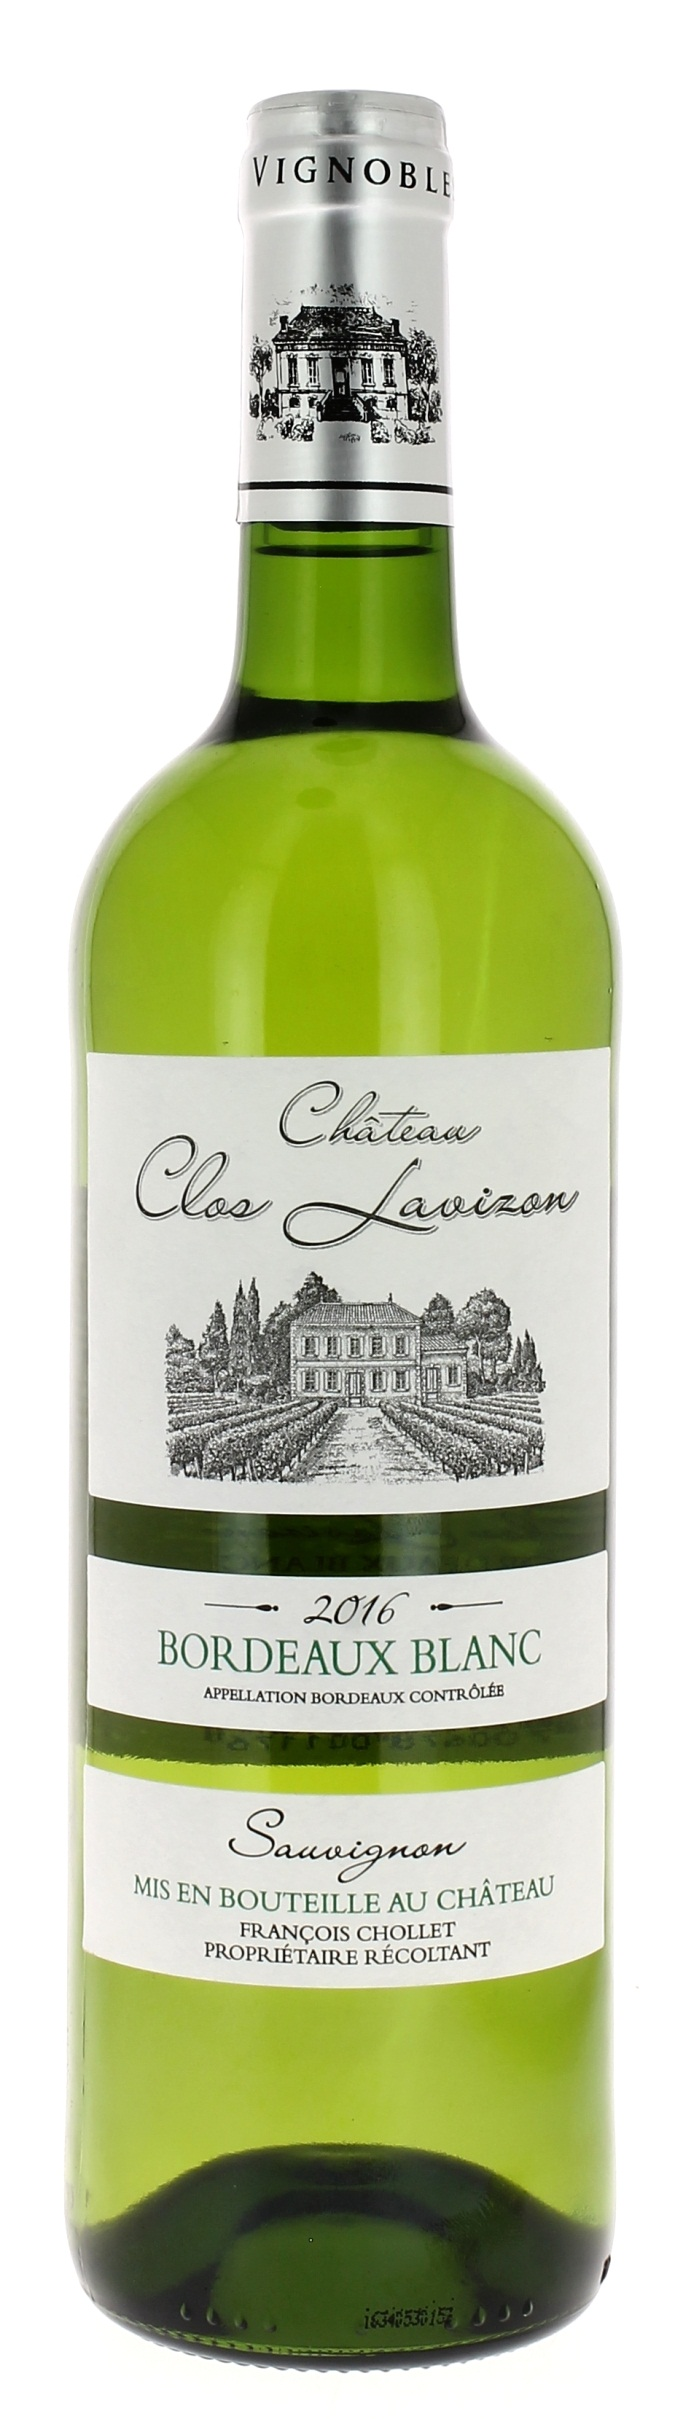 VIGNOBLE
Château
Clos Lavizon
2016
BORDEAUX BLANC
APPELLATION BORDEAUX CONTRÔLÉE
Sauvignon
MIS EN BOUTEILLE AU CHÂTEAU
FRANÇOIS CHOLLET
PROPRIÉTAIRE RÉCOLTANT